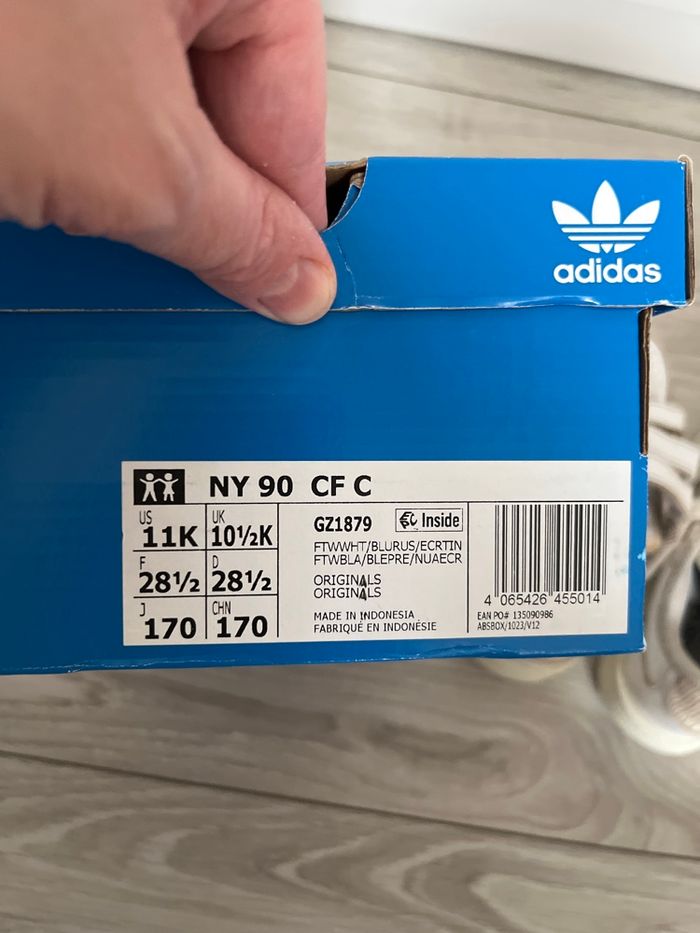 adidas
NY 90 CF C
US 11K UK 10½K
F 28½ D 28½
J 170 CHN 170
GZ1879
Inside
FTWWHT/BLURUS/ECRTIN
FTWBLA/BLEPRE/NUAECR
ORIGINALS
ORIGINALS
MADE IN INDONESIA
FABRIQUÉ EN INDONÉSIE
4 065426 455014
EAN PO# 135090986
ABSBOX/1023/V12